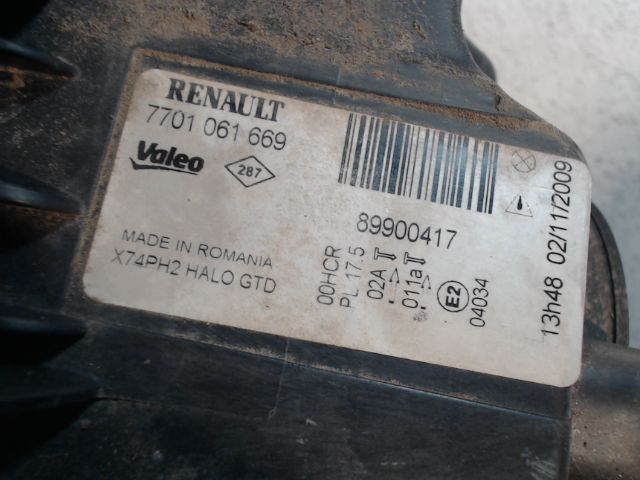 RENAULT
7701 061 669
Valeo
287
89900417
MADE IN ROMANIA
X74PH2 HALO GTD
00HCR
PL 17.5
02A
011a
E2
04034
13h48 02/11/2009